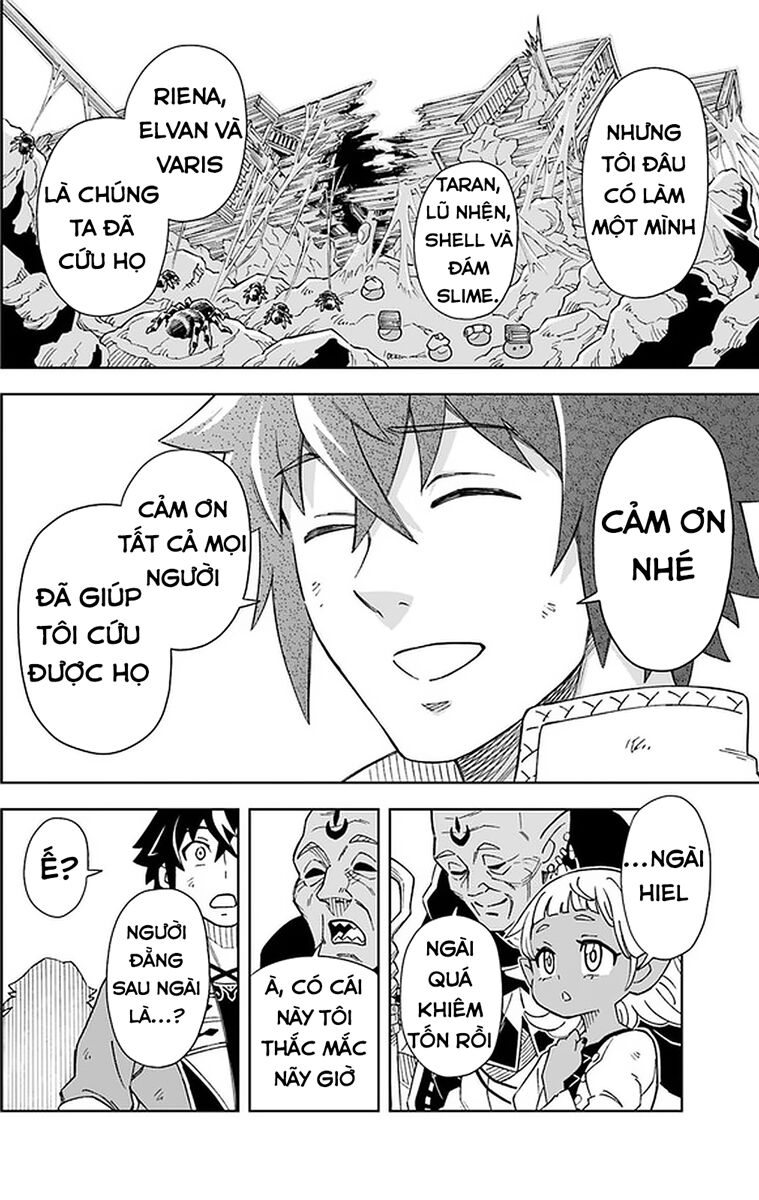 NHƯNG
TÔI ĐÂU
CÓ LÀM
MỘT MÌNH
TARAN,
LŨ NHỆN,
SHELL VÀ
ĐÁM
SLIME.
RIENA,
ELVAN VÀ
VARIS
LÀ CHÚNG
TA ĐÃ
CỨU HỌ
CẢM ƠN
NHÉ
CẢM ƠN
TẤT CẢ MỌI
NGƯỜI
ĐÃ GIÚP
TÔI CỨU
ĐƯỢC HỌ
...NGÀI
HIEL
NGÀI
QUÁ
KHIÊM
TỐN RỒI
À, CÓ CÁI
NÀY TÔI
THẮC MẮC
NÃY GIỜ
NGƯỜI
ĐẰNG
SAU NGÀI
LÀ...?
Ế?